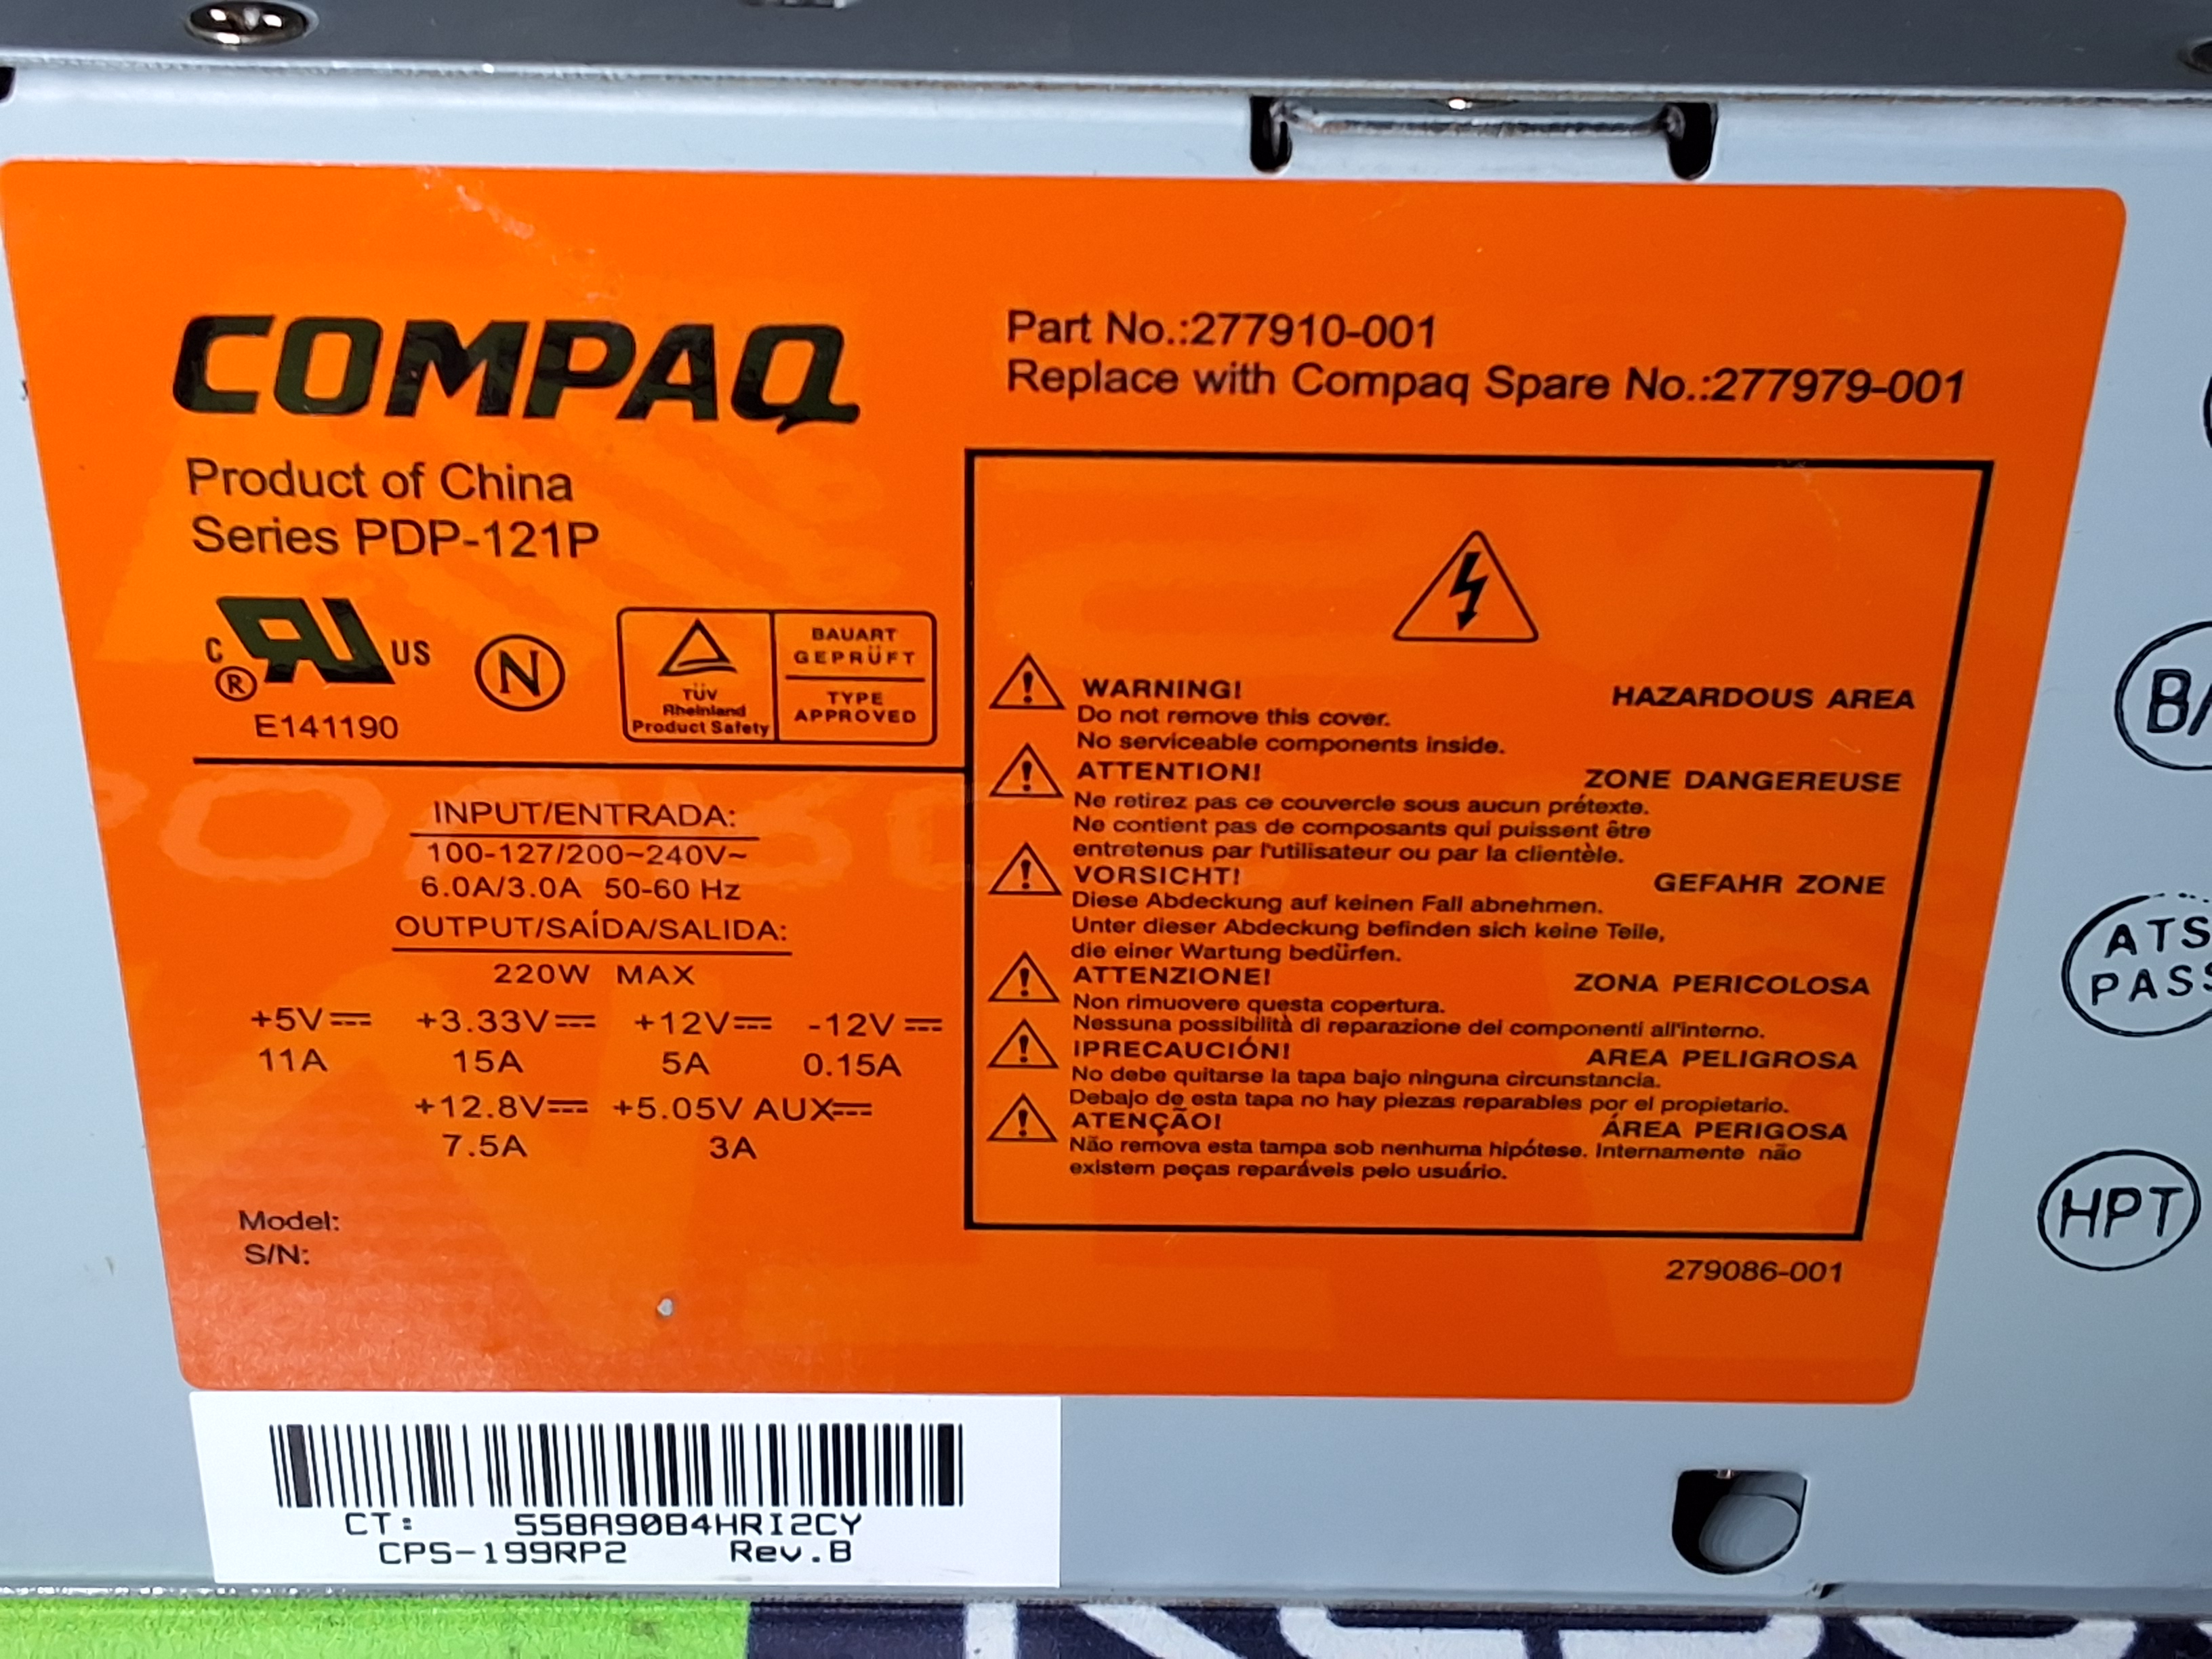 COMPAQ
Product of China
Series PDP-121P
C US
®
E141190
N
TÜV
Rheinland
Product Safety
BAUART
GEPRÜFT
TYPE
APPROVED
INPUT/ENTRADA:
100-127/200~240V~
6.0A/3.0A 50-60 Hz
OUTPUT/SAÍDA/SALIDA:
220W MAX
+5V +3.33V +12V -12V
11A 15A 5A 0.15A
+12.8V +5.05V AUX
7.5A 3A
Model:
S/N:
Part No.:277910-001
Replace with Compaq Spare No.:277979-001
WARNING! HAZARDOUS AREA
Do not remove this cover.
No serviceable components inside.
ATTENTION! ZONE DANGEREUSE
Ne retirez pas ce couvercle sous aucun prétexte.
Ne contient pas de composants qui puissent être
entretenus par l'utilisateur ou par la clientèle.
VORSICHT! GEFAHR ZONE
Diese Abdeckung auf keinen Fall abnehmen.
Unter dieser Abdeckung befinden sich keine Teile,
die einer Wartung bedürfen.
ATTENZIONE! ZONA PERICOLOSA
Non rimuovere questa copertura.
Nessuna possibilità di reparazione dei componenti all'interno.
IPRECAUCIÓN! AREA PELIGROSA
No debe quitarse la tapa bajo ninguna circunstancia.
Debajo de esta tapa no hay piezas reparables por el propietario.
ATENÇÃO! ÁREA PERIGOSA
Não remova esta tampa sob nenhuma hipótese. Internamente não
existem peças reparáveis pelo usuário.
279086-001
CT: 558A90B4HRI2CY
CPS-199RP2 Rev.B
ATS
PASS
HPT